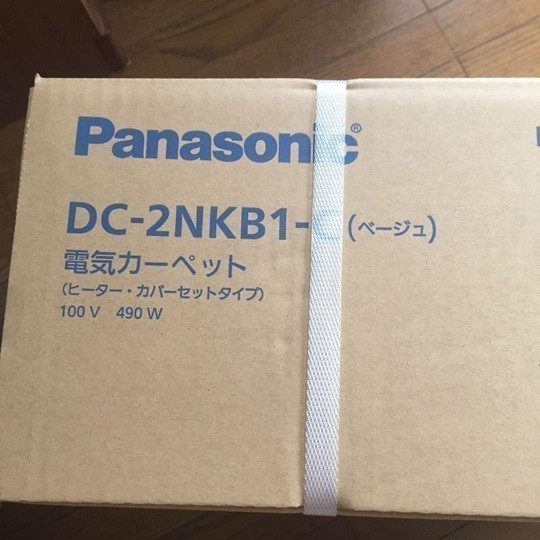 Panasonic®
DC-2NKB1-C(ベージュ)
電気カーペット
(ヒーター・カバーセットタイプ)
100 V 490 W